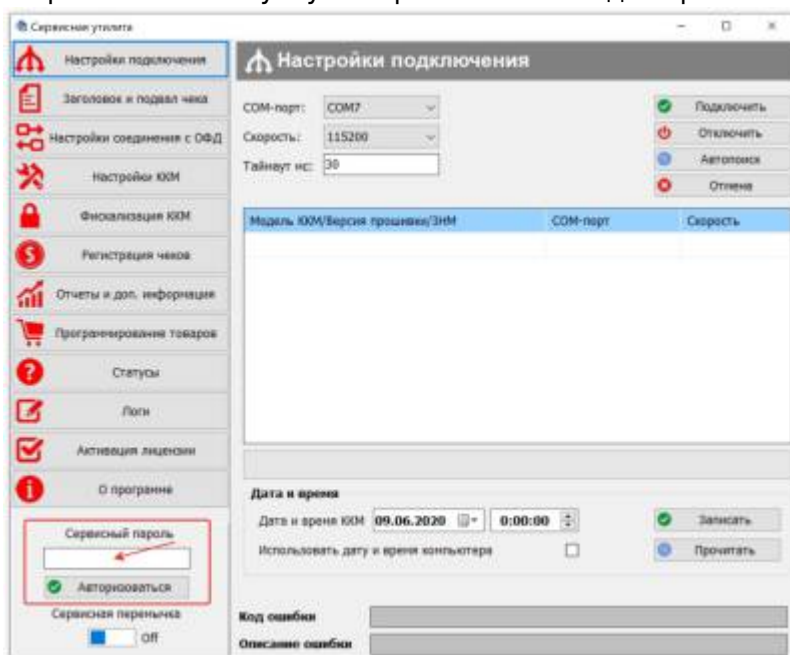 Сервисная утилита
Настройки подключения
Заголовок и подвал чека
Настройки соединения с ОФД
Настройки ККМ
Фискализация ККМ
Регистрация чеков
Отчеты и доп. информация
Программирование товаров
Статусы
Логи
Активация лицензии
О программе
Сервисный пароль
Авторизоваться
Сервисная перемычка
Off
Настройки подключения
COM-порт: COM7
Скорость: 115200
Таймаут мс: 30
Подключить
Отключить
Автопоиск
Отмена
Модель ККМ/Версия прошивки/ЗНМ COM-порт Скорость
Дата и время
Дата и время ККМ 09.06.2020 0:00:00
Записать
Использовать дату и время компьютера
Прочитать
Код ошибки
Описание ошибки